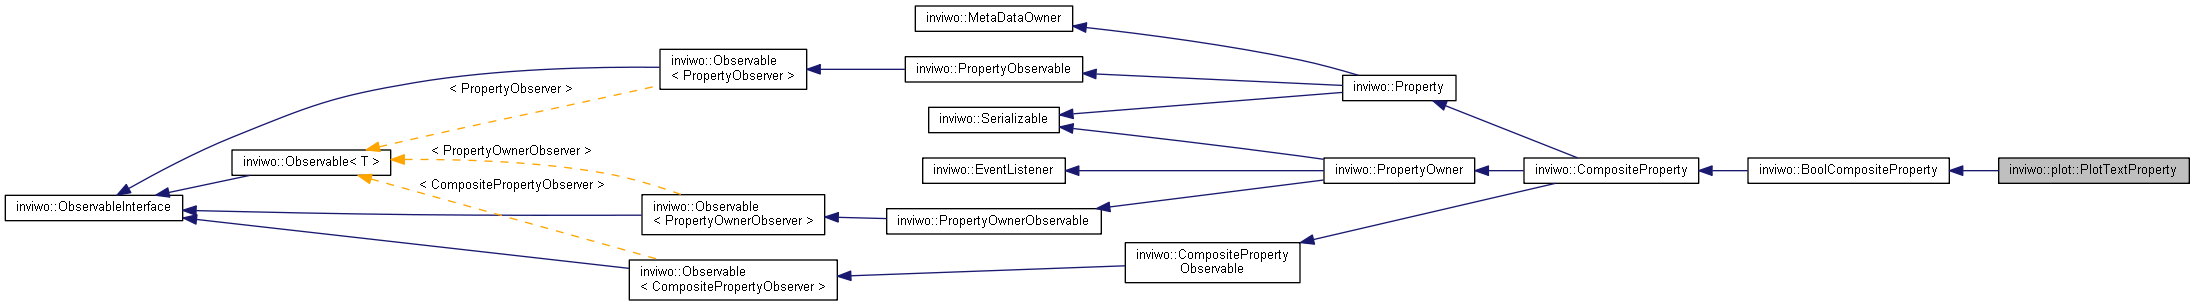 inviwo::MetaDataOwner
inviwo::Observable
< PropertyObserver >
inviwo::PropertyObservable
inviwo::Property
< PropertyObserver >
inviwo::Serializable
inviwo::Observable< T >
< PropertyOwnerObserver >
inviwo::EventListener
inviwo::PropertyOwner
inviwo::CompositeProperty
inviwo::BoolCompositeProperty
inviwo::plot::PlotTextProperty
< CompositePropertyObserver >
inviwo::ObservableInterface
inviwo::Observable
< PropertyOwnerObserver >
inviwo::PropertyOwnerObservable
inviwo::CompositeProperty
Observable
inviwo::Observable
< CompositePropertyObserver >